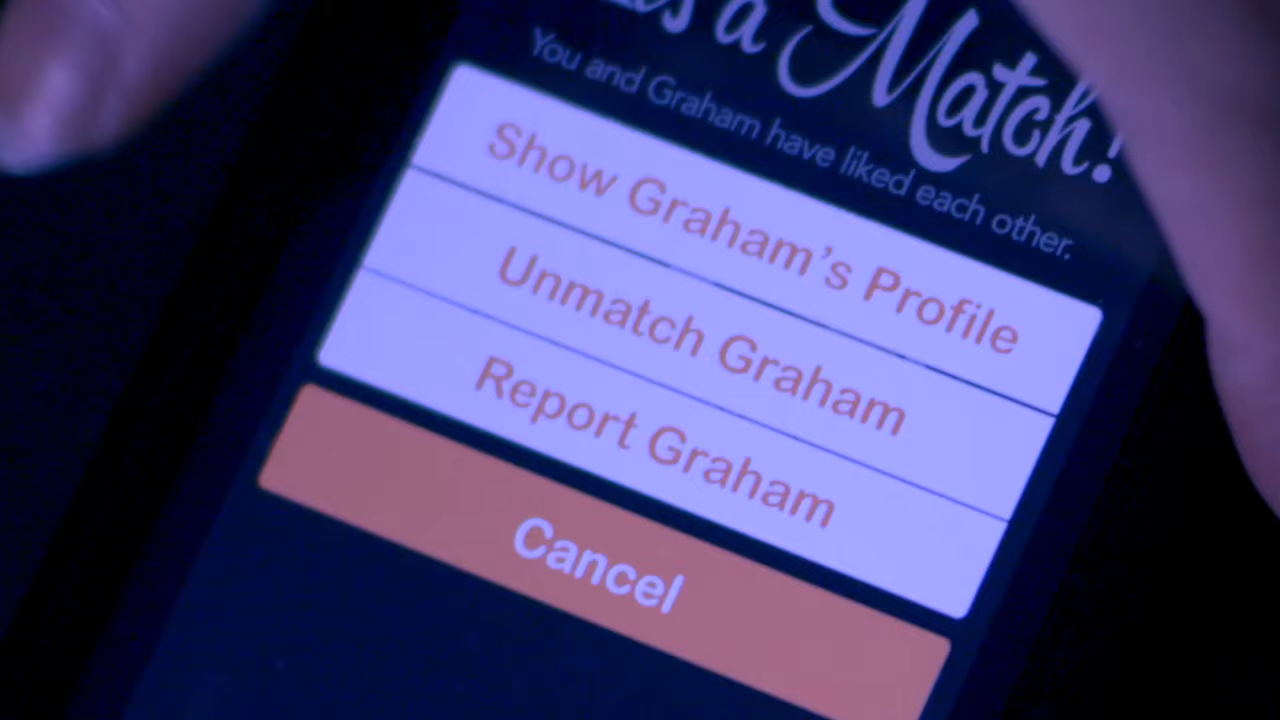 a Match!
You and Graham have liked each other.
Show Graham's Profile
Unmatch Graham
Report Graham
Cancel